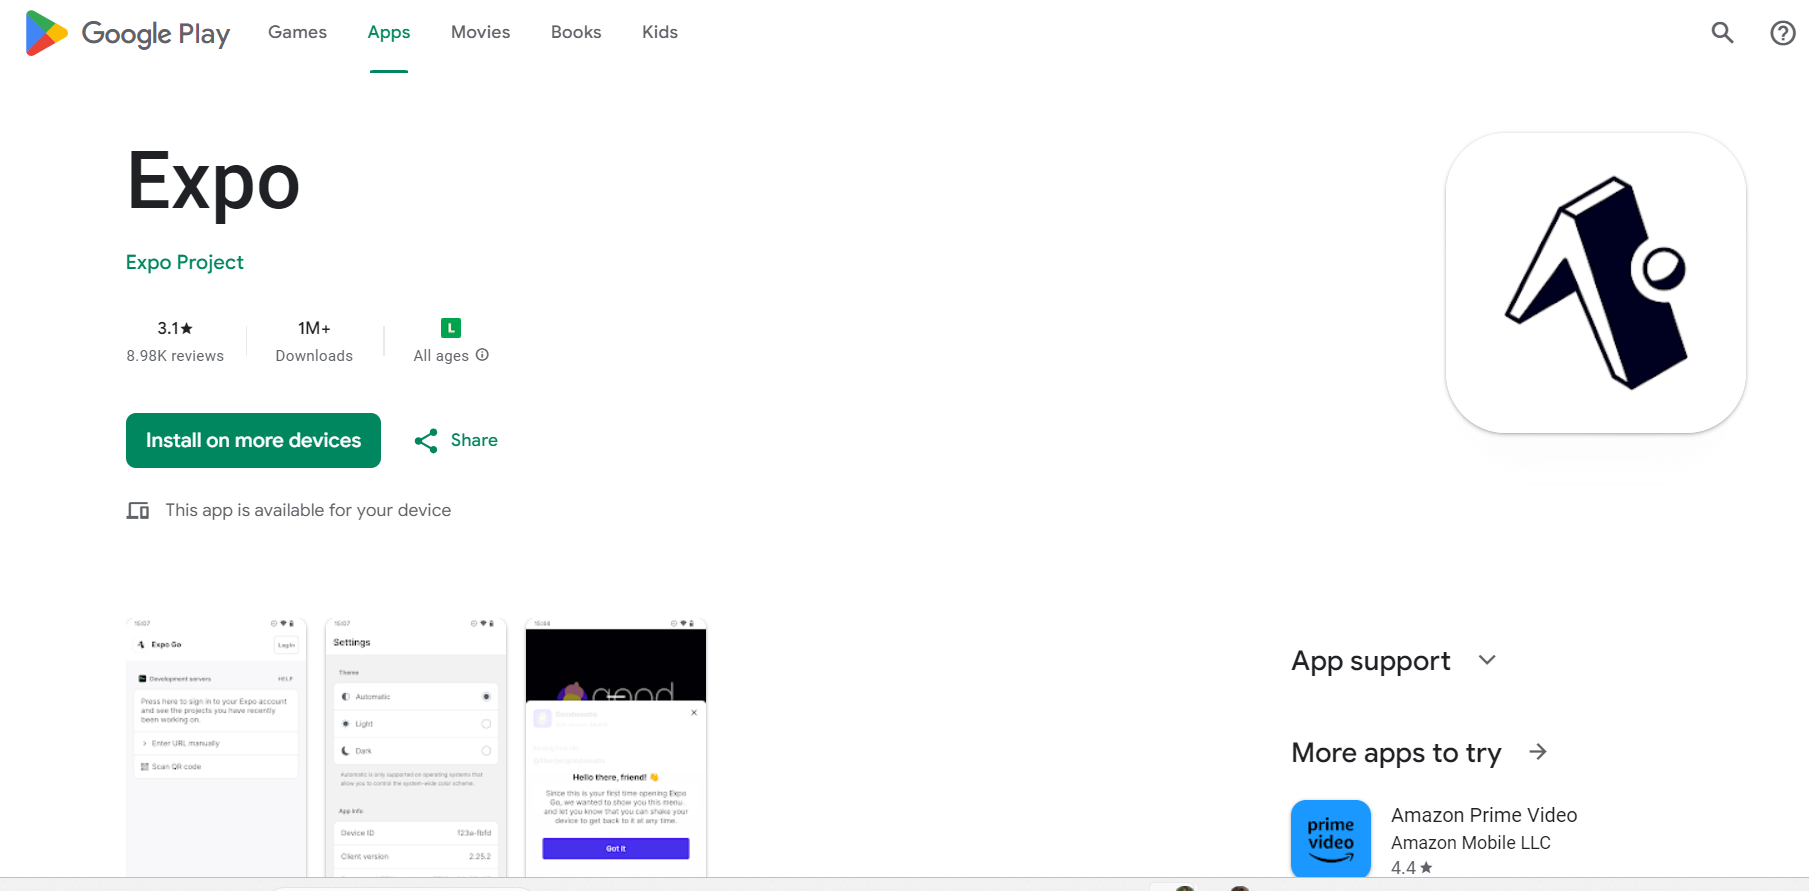 Google Play
Games
Apps
Movies
Books
Kids
Expo
Expo Project
3.1★
8.98K reviews
1M+
Downloads
L
All ages
Install on more devices
Share
This app is available for your device
15:07
Expo Go
Log In
Development servers
HELP
Press here to sign in to your Expo account
and see the projects you have recently
been working on.
Enter URL manually
Scan QR code
15:07
Settings
Theme
Automatic
Light
Dark
Automatic is only supported on operating systems that
allow you to control the system-wide color scheme.
App Info
Device ID
f23a-fbfd
Client version
2.25.2
good
Hello there, friend! 👋
Since this is your first time opening Expo
Go, we wanted to show you this menu
and let you know that you can shake your
device to get back to it at any time.
Got it
App support
More apps to try
prime
video
Amazon Prime Video
Amazon Mobile LLC
4.4★